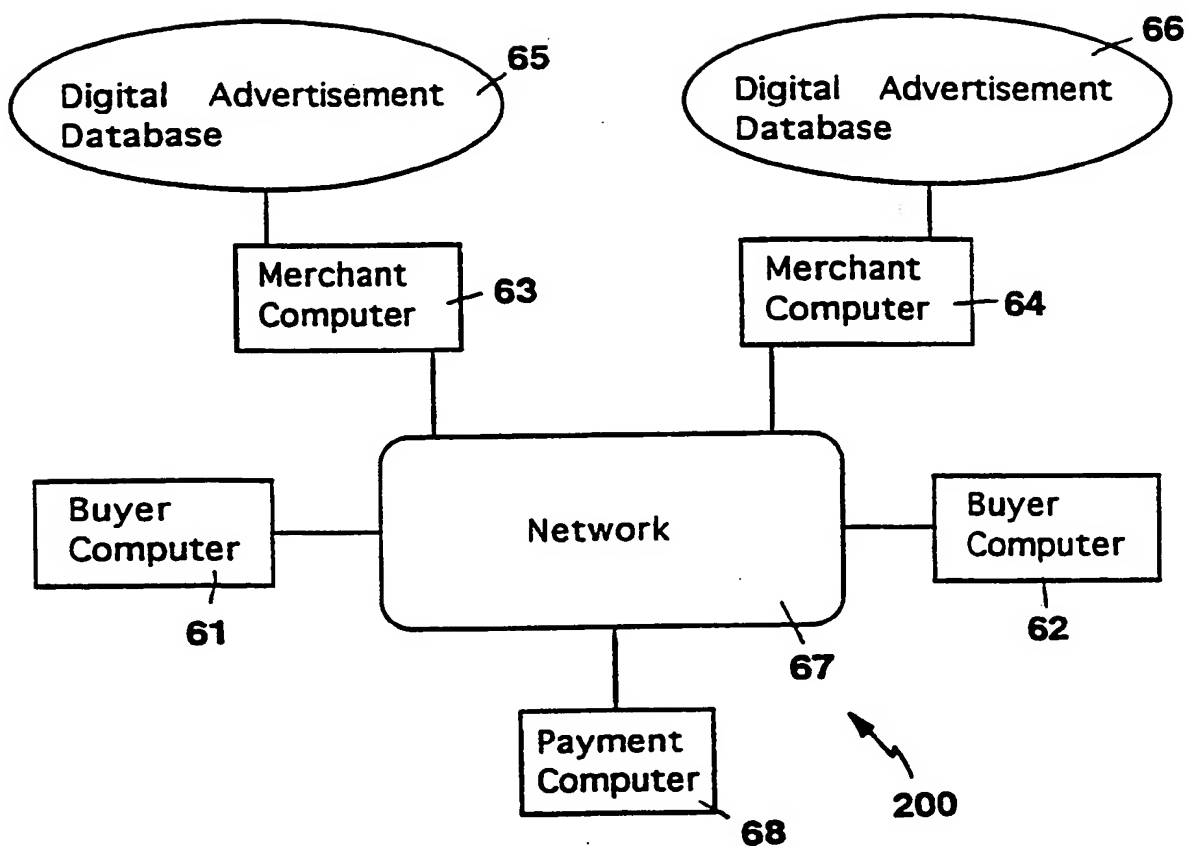 65
Digital Advertisement
Database
66
Digital Advertisement
Database
Merchant
Computer
63
Merchant
Computer
64
Buyer
Computer
61
Network
67
Buyer
Computer
62
Payment
Computer
68
200